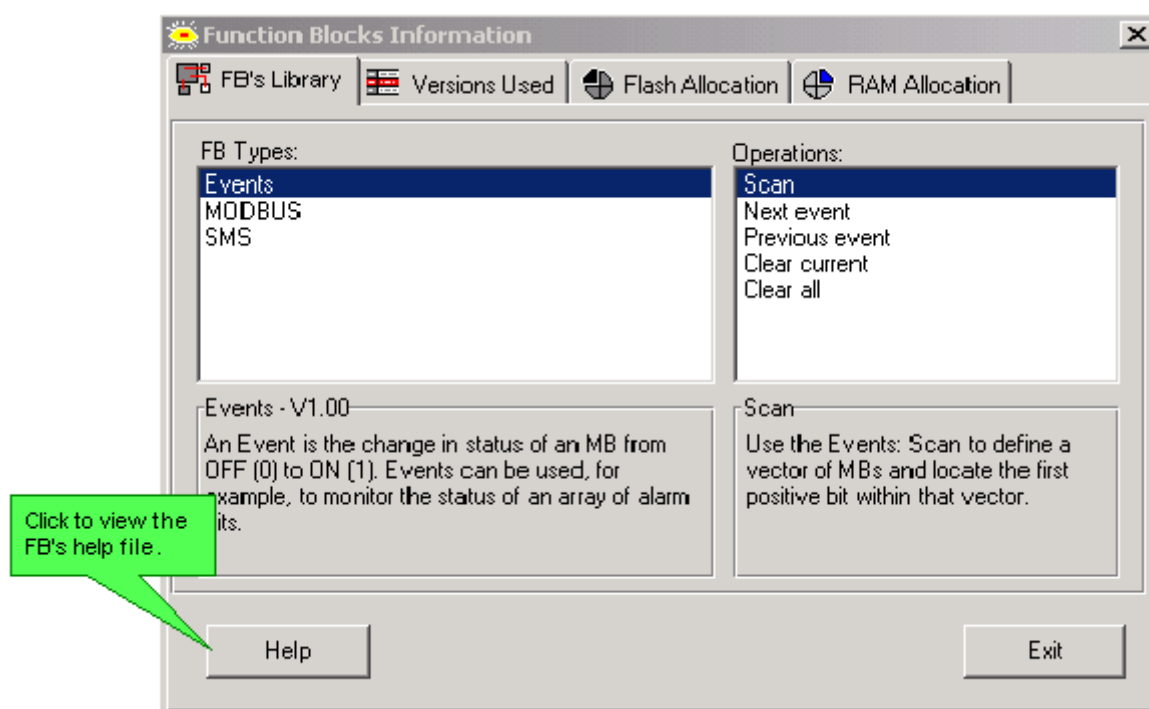 Function Blocks Information
FB's Library
Versions Used
Flash Allocation
RAM Allocation
FB Types:
Events
MODBUS
SMS
Operations:
Scan
Next event
Previous event
Clear current
Clear all
Events - V1.00
An Event is the change in status of an MB from
OFF (0) to ON (1). Events can be used, for
example, to monitor the status of an array of alarm
its.
Scan
Use the Events: Scan to define a
vector of MBs and locate the first
positive bit within that vector.
Click to view the
FB's help file.
Help
Exit